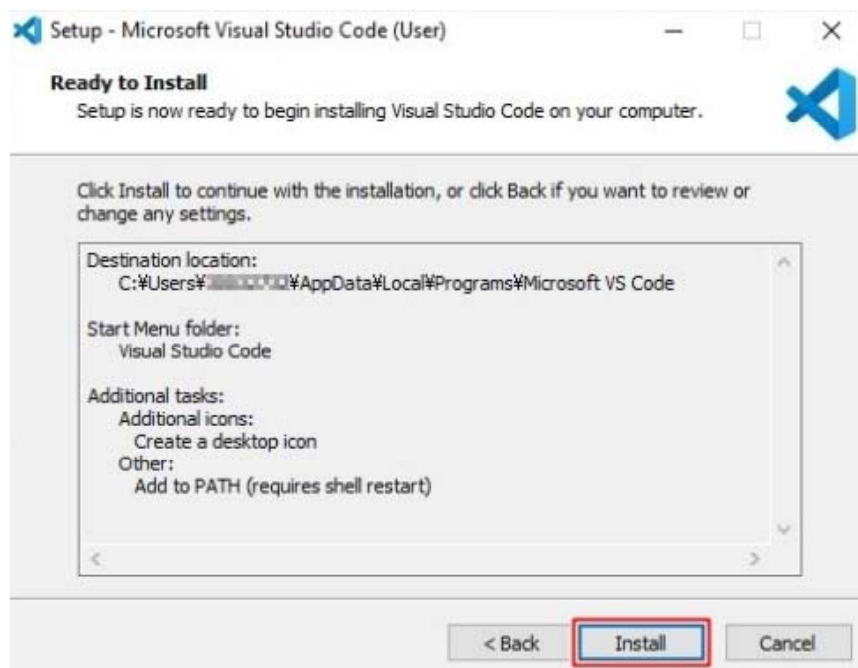 Setup - Microsoft Visual Studio Code (User)
Ready to Install
Setup is now ready to begin installing Visual Studio Code on your computer.
Click Install to continue with the installation, or click Back if you want to review or
change any settings.
Destination location:
C:¥Users¥ ¥AppData¥Local¥Programs¥Microsoft VS Code
Start Menu folder:
Visual Studio Code
Additional tasks:
Additional icons:
Create a desktop icon
Other:
Add to PATH (requires shell restart)
< Back Install Cancel